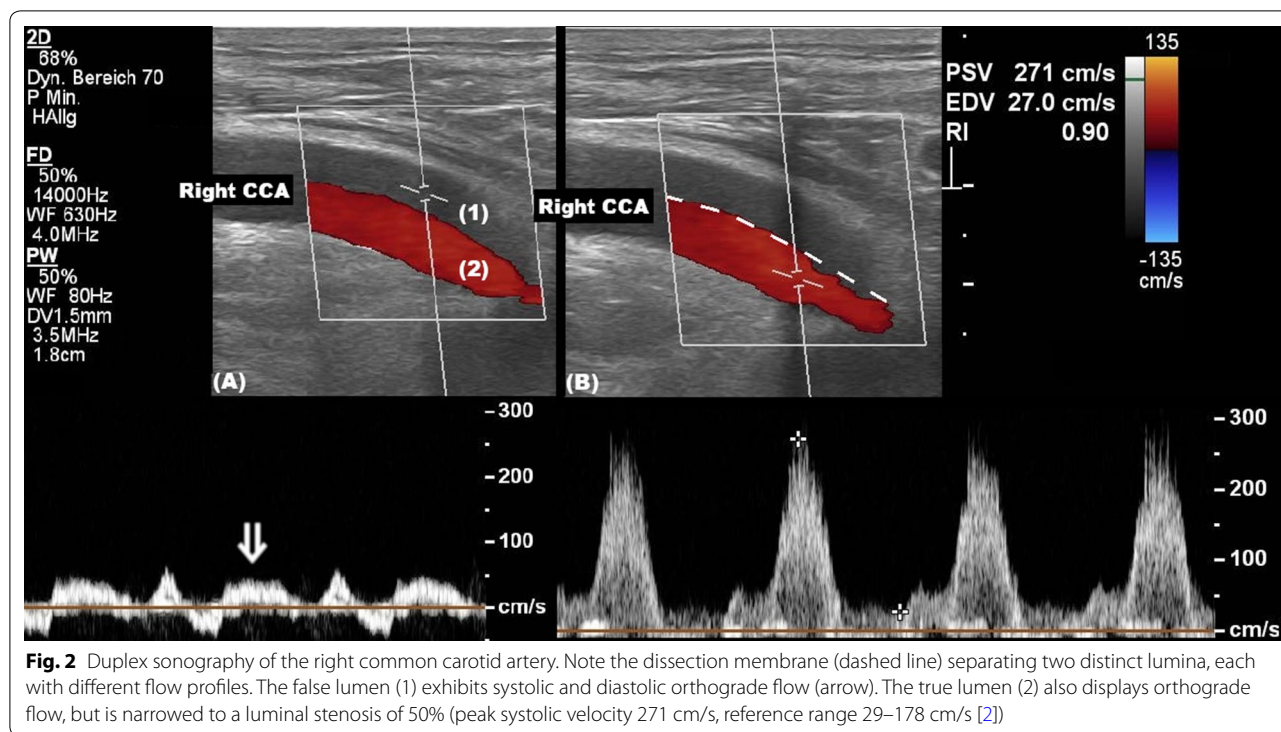 2D
68%
Dyn. Bereich 70
P Min.
HAllg
FD
50%
14000Hz
WF 630Hz
4.0MHz
PW
50%
WF 80Hz
DV1.5mm
3.5MHz
1.8cm
Right CCA
(1)
(2)
(A)
Right CCA
(B)
PSV 271 cm/s
EDV 27.0 cm/s
RI 0.90
135
-135
cm/s
300
200
100
cm/s
300
200
100
cm/s
Fig. 2 Duplex sonography of the right common carotid artery. Note the dissection membrane (dashed line) separating two distinct lumina, each
with different flow profiles. The false lumen (1) exhibits systolic and diastolic orthograde flow (arrow). The true lumen (2) also displays orthograde
flow, but is narrowed to a luminal stenosis of 50% (peak systolic velocity 271 cm/s, reference range 29–178 cm/s [2])